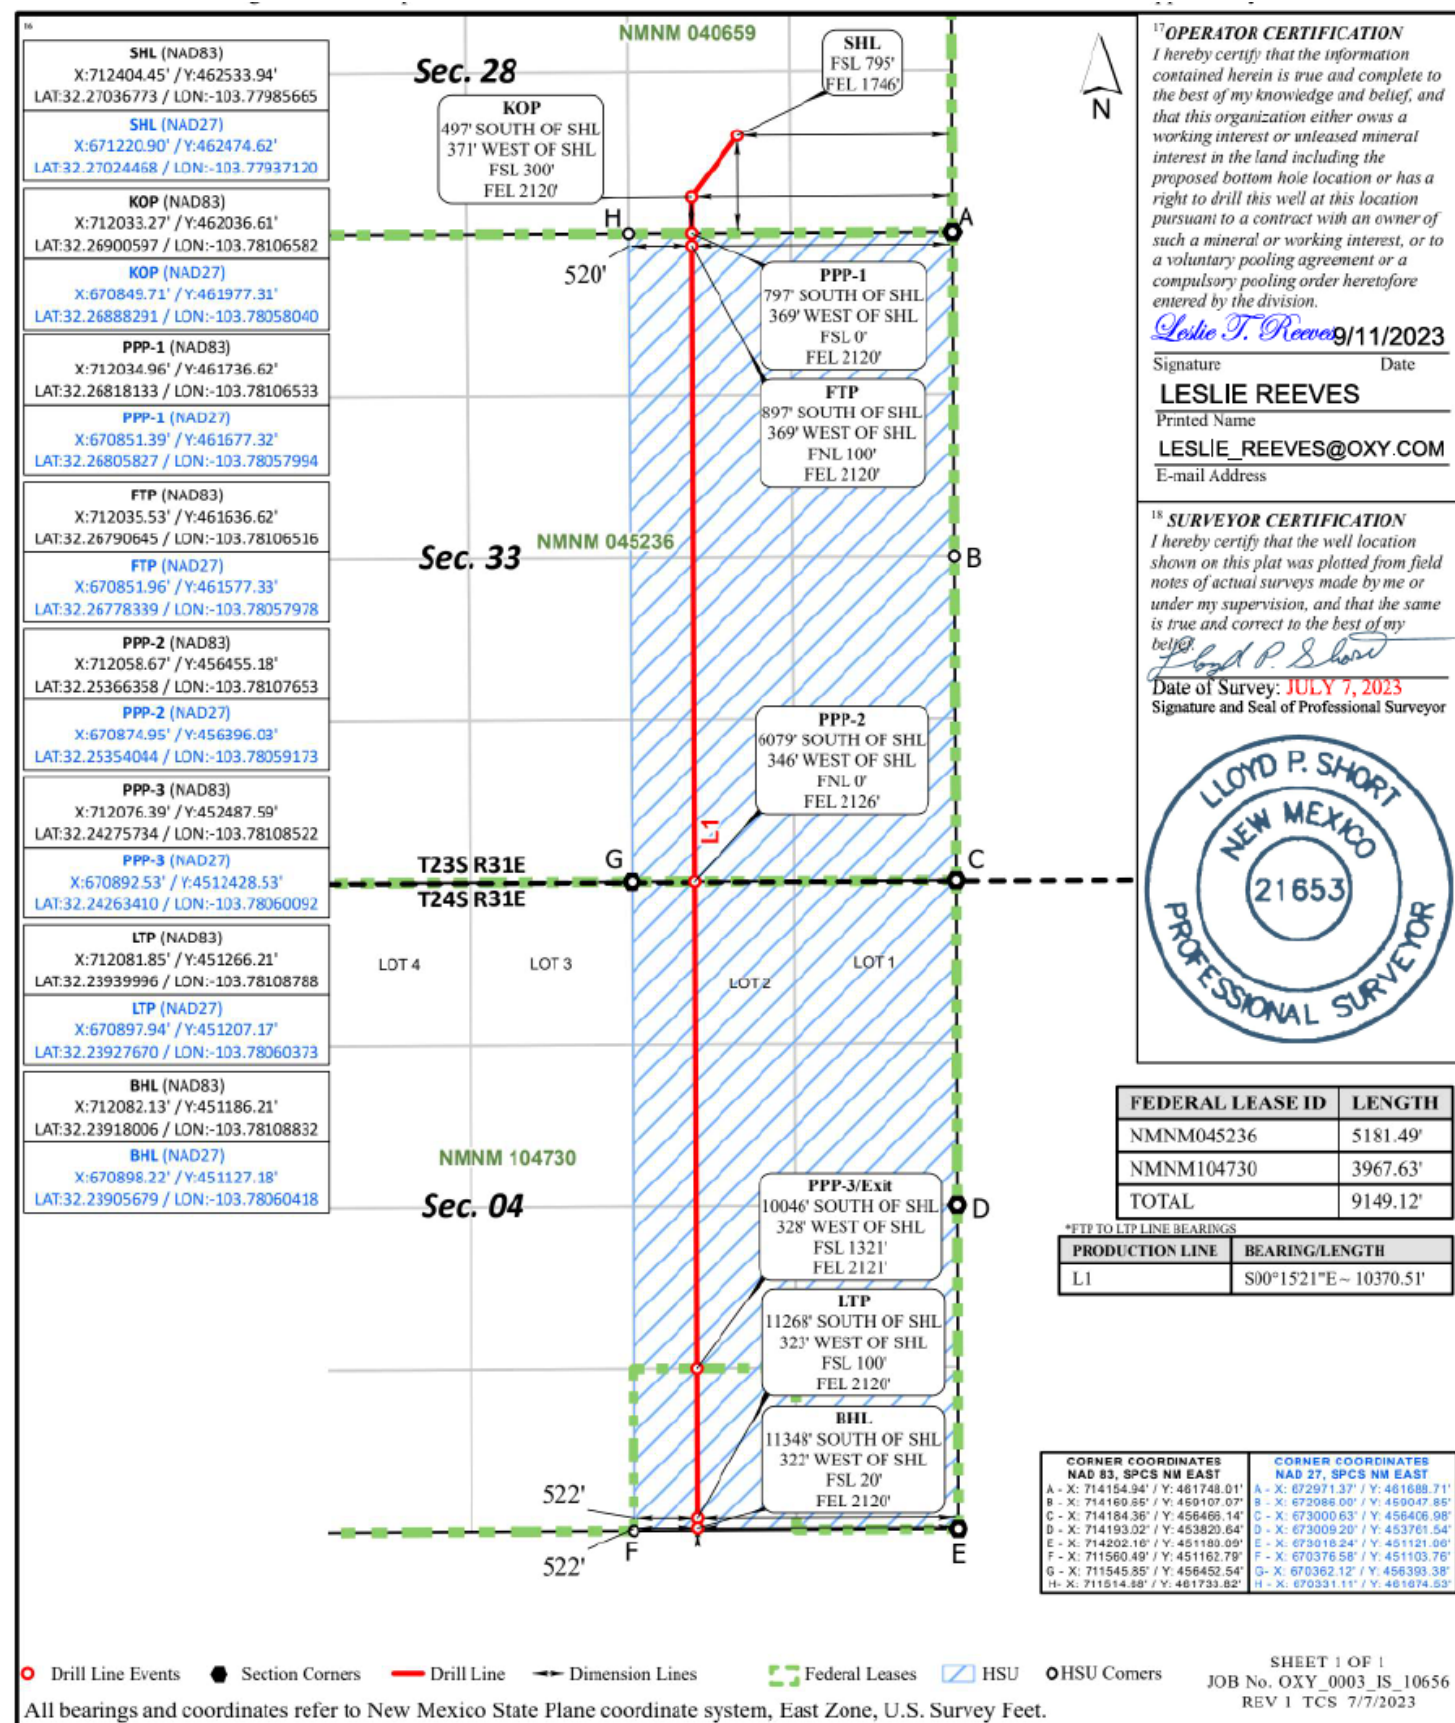 16
SHL (NAD83)
X:712404.45' / Y:462533.94'
LAT:32.27036773 / LON:-103.77985665
SHL (NAD27)
X:671220.90' / Y:462474.62'
LAT:32.27024468 / LON:-103.77937120
KOP (NAD83)
X:712033.27' / Y:462036.61'
LAT:32.26900597 / LON:-103.78106582
KOP (NAD27)
X:670849.71' / Y:461977.31'
LAT:32.26888291 / LON:-103.78058040
PPP-1 (NAD83)
X:712034.96' / Y:461736.62'
LAT:32.26818133 / LON:-103.78106533
PPP-1 (NAD27)
X:670851.39' / Y:461677.32'
LAT:32.26805827 / LON:-103.78057994
FTP (NAD83)
X:712035.53' / Y:461636.62'
LAT:32.26790645 / LON:-103.78106516
FTP (NAD27)
X:670851.96' / Y:461577.33'
LAT:32.26778339 / LON:-103.78057978
PPP-2 (NAD83)
X:712058.67' / Y:456455.18'
LAT:32.25366358 / LON:-103.78107653
PPP-2 (NAD27)
X:670874.95' / Y:456396.03'
LAT:32.25354044 / LON:-103.78059173
PPP-3 (NAD83)
X:712076.39' / Y:452487.59'
LAT:32.24275734 / LON:-103.78108522
PPP-3 (NAD27)
X:670892.53' / Y:4512428.53'
LAT:32.24263410 / LON:-103.78060092
LTP (NAD83)
X:712081.85' / Y:451266.21'
LAT:32.23939996 / LON:-103.78108788
LTP (NAD27)
X:670897.94' / Y:451207.17'
LAT:32.23927670 / LON:-103.78060373
BHL (NAD83)
X:712082.13' / Y:451186.21'
LAT:32.23918006 / LON:-103.78108832
BHL (NAD27)
X:670898.22' / Y:451127.18'
LAT:32.23905679 / LON:-103.78060418
NMNM 040659
Sec. 28
SHL
FSL 795'
FEL 1746'
N
KOP
497' SOUTH OF SHL
371' WEST OF SHL
FSL 300'
FEL 2120'
H
A
520'
PPP-1
797' SOUTH OF SHL
369' WEST OF SHL
FSL 0'
FEL 2120'
FTP
897' SOUTH OF SHL
369' WEST OF SHL
FNL 100'
FEL 2120'
Sec. 33
NMNM 045236
B
PPP-2
6079' SOUTH OF SHL
346' WEST OF SHL
FNL 0'
FEL 2126'
L1
G
C
T23S R31E
T24S R31E
LOT 4
LOT 3
LOT 2
LOT 1
NMNM 104730
Sec. 04
D
PPP-3/Exit
10046' SOUTH OF SHL
328' WEST OF SHL
FSL 1321'
FEL 2121'
LTP
11268' SOUTH OF SHL
323' WEST OF SHL
FSL 100'
FEL 2120'
BHL
11348' SOUTH OF SHL
322' WEST OF SHL
FSL 20'
FEL 2120'
522'
522'
F
E
17 OPERATOR CERTIFICATION
I hereby certify that the information
contained herein is true and complete to
the best of my knowledge and belief, and
that this organization either owns a
working interest or unleased mineral
interest in the land including the
proposed bottom hole location or has a
right to drill this well at this location
pursuant to a contract with an owner of
such a mineral or working interest, or to
a voluntary pooling agreement or a
compulsory pooling order heretofore
entered by the division.
Leslie T. Reeves 9/11/2023
Signature Date
LESLIE REEVES
Printed Name
LESLIE_REEVES@OXY.COM
E-mail Address
18 SURVEYOR CERTIFICATION
I hereby certify that the well location
shown on this plat was plotted from field
notes of actual surveys made by me or
under my supervision, and that the same
is true and correct to the best of my
belief.
Lloyd P. Short
Date of Survey: JULY 7, 2023
Signature and Seal of Professional Surveyor
LLOYD P. SHORT
NEW MEXICO
21653
PROFESSIONAL SURVEYOR
FEDERAL LEASE ID LENGTH
NMNM045236 5181.49'
NMNM104730 3967.63'
TOTAL 9149.12'
*FTP TO LTP LINE BEARINGS
PRODUCTION LINE BEARING/LENGTH
L1 S00°15'21"E ~ 10370.51'
CORNER COORDINATES
NAD 83, SPCS NM EAST
A - X: 714154.94' / Y: 461748.01'
B - X: 714169.65' / Y: 459107.07'
C - X: 714184.36' / Y: 456466.14'
D - X: 714193.02' / Y: 453820.64'
E - X: 714202.16' / Y: 451180.09'
F - X: 711560.49' / Y: 451162.79'
G - X: 711545.85' / Y: 456452.54'
H- X: 711514.68' / Y: 461733.82'
CORNER COORDINATES
NAD 27, SPCS NM EAST
A - X: 672971.37' / Y: 461688.71'
B - X: 672986.00' / Y: 459047.85'
C - X: 673000.63' / Y: 456406.98'
D - X: 673009.20' / Y: 453761.54'
E - X: 673018.24' / Y: 451121.06'
F - X: 670376.58' / Y: 451103.76'
G- X: 670362.12' / Y: 456393.38'
H - X: 670331.11' / Y: 461674.53'
Drill Line Events
Section Corners
Drill Line
Dimension Lines
Federal Leases
HSU
HSU Corners
SHEET 1 OF 1
JOB No. OXY_0003_IS_10656
REV 1 TCS 7/7/2023
All bearings and coordinates refer to New Mexico State Plane coordinate system, East Zone, U.S. Survey Feet.